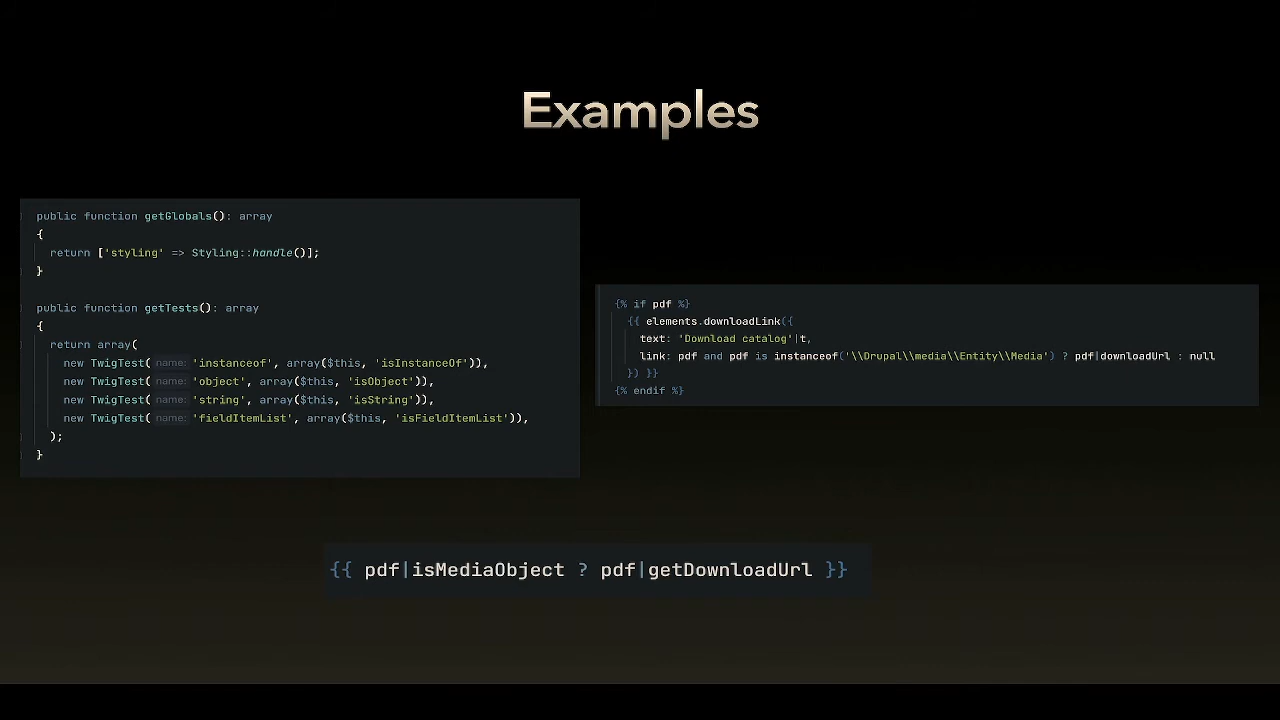 Examples
public function getGlobals(): array
{
return ['styling' => Styling::handle()];
}
public function getTests(): array
{
return array(
new TwigTest( name: 'instanceof', array($this, 'isInstanceOf')),
new TwigTest( name: 'object', array($this, 'isObject')),
new TwigTest( name: 'string', array($this, 'isString')),
new TwigTest( name: 'fieldItemList', array($this, 'isFieldItemList')),
);
}
{% if pdf %}
{{ elements.downloadLink({
text: 'Download catalog'|t,
link: pdf and pdf is instanceof('\\Drupal\\media\\Entity\\Media') ? pdf|downloadUrl : null
}) }}
{% endif %}
{{ pdf|isMediaObject ? pdf|getDownloadUrl }}